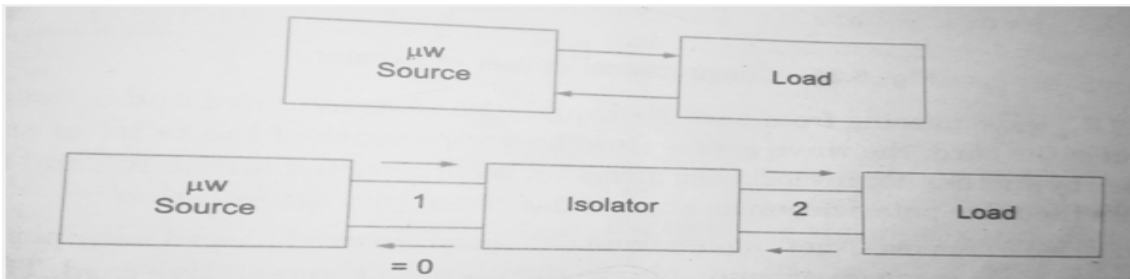 μw
Source
Load
μw
Source
1
Isolator
2
Load
= 0